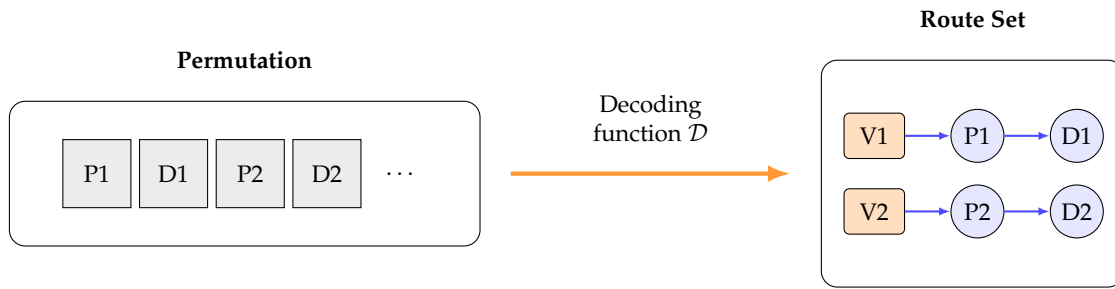 Route Set
Permutation
Decoding
function 𝒟
P1 D1 P2 D2 ⋯
V1 P1 D1
V2 P2 D2